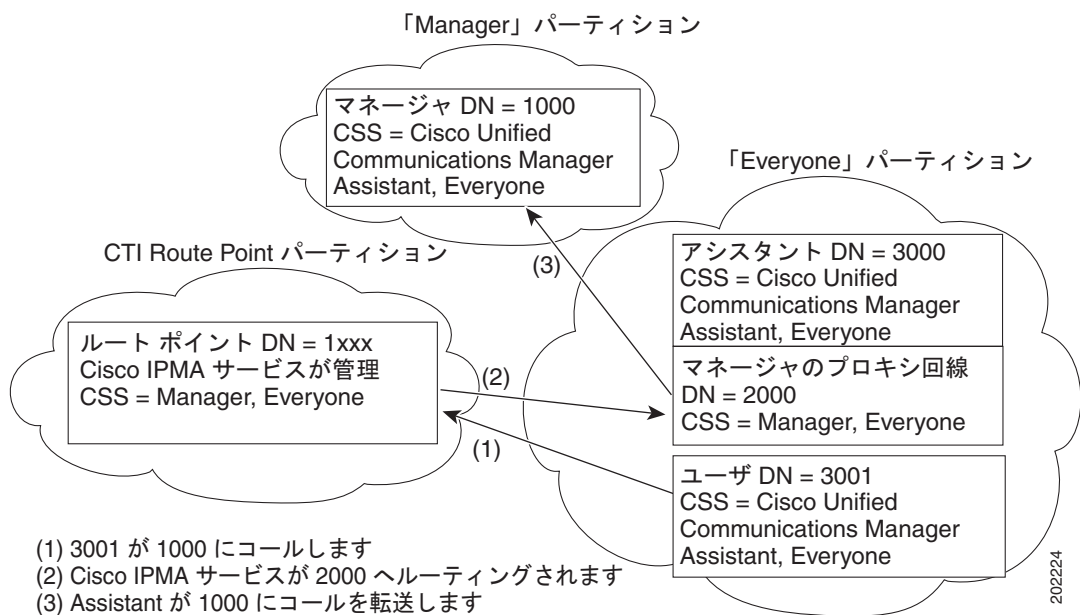 「Manager」パーティション
マネージャ DN = 1000
CSS = Cisco Unified
Communications Manager
Assistant, Everyone
「Everyone」パーティション
CTI Route Point パーティション
(3)
アシスタント DN = 3000
CSS = Cisco Unified
Communications Manager
Assistant, Everyone
ルート ポイント DN = 1xxx
Cisco IPMA サービスが管理
CSS = Manager, Everyone
(2)
マネージャのプロキシ回線
DN = 2000
CSS = Manager, Everyone
(1)
ユーザ DN = 3001
CSS = Cisco Unified
Communications Manager
Assistant, Everyone
(1) 3001 が 1000 にコールします
(2) Cisco IPMA サービスが 2000 へルーティングされます
(3) Assistant が 1000 にコールを転送します
202224